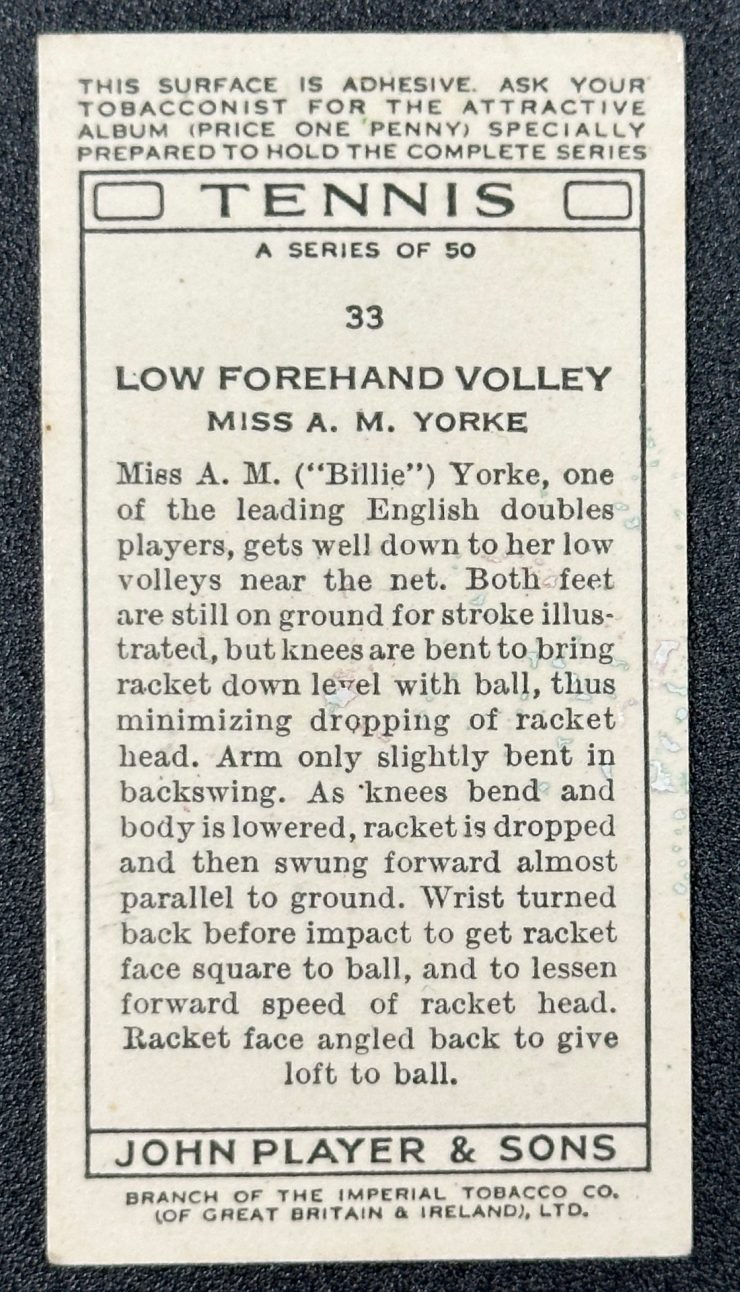 THIS SURFACE IS ADHESIVE. ASK YOUR
TOBACCONIST FOR THE ATTRACTIVE
ALBUM (PRICE ONE PENNY) SPECIALLY
PREPARED TO HOLD THE COMPLETE SERIES
TENNIS
A SERIES OF 50
33
LOW FOREHAND VOLLEY
MISS A. M. YORKE
Miss A. M. (“Billie”) Yorke, one
of the leading English doubles
players, gets well down to her low
volleys near the net. Both feet
are still on ground for stroke illus-
trated, but knees are bent to bring
racket down level with ball, thus
minimizing dropping of racket
head. Arm only slightly bent in
backswing. As knees bend and
body is lowered, racket is dropped
and then swung forward almost
parallel to ground. Wrist turned
back before impact to get racket
face square to ball, and to lessen
forward speed of racket head.
Racket face angled back to give
loft to ball.
JOHN PLAYER & SONS
BRANCH OF THE IMPERIAL TOBACCO CO.
(OF GREAT BRITAIN & IRELAND), LTD.